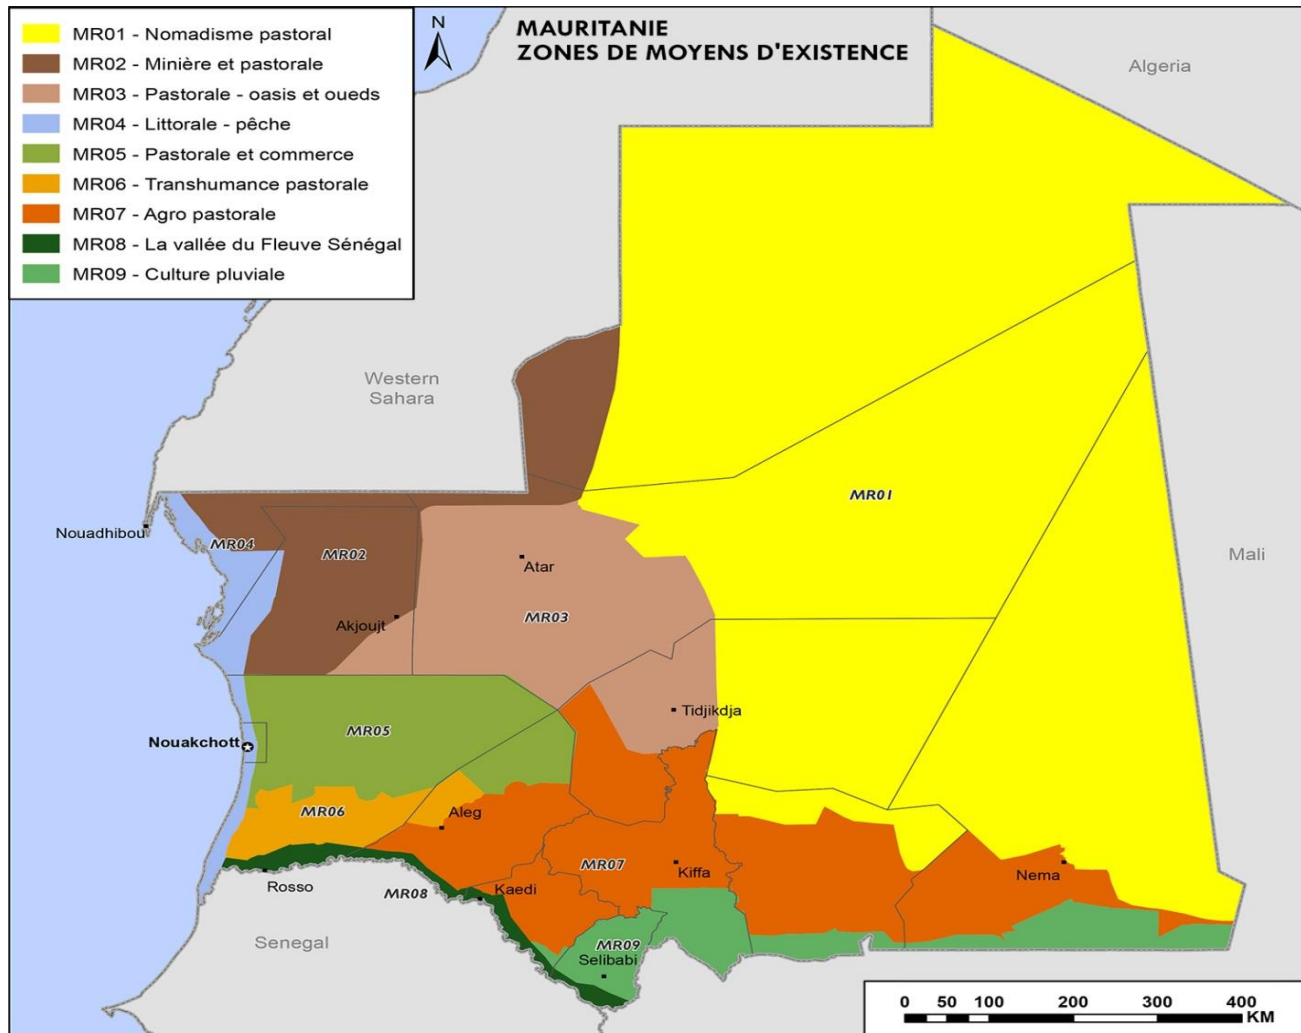 MR01 - Nomadisme pastoral
MR02 - Minière et pastorale
MR03 - Pastorale - oasis et oueds
MR04 - Littorale - pêche
MR05 - Pastorale et commerce
MR06 - Transhumance pastorale
MR07 - Agro pastorale
MR08 - La vallée du Fleuve Sénégal
MR09 - Culture pluviale
N
MAURITANIE
ZONES DE MOYENS D'EXISTENCE
Algeria
Western
Sahara
MR01
Nouadhibou
MR04
MR02
Mali
Atar
Akjoujt
MR03
Tidjikdja
MR05
Nouakchott
MR06
Aleg
MR07
Kiffa
Nema
Rosso
MR08
Kaedi
Senegal
MR09
Selibabi
0 50 100 200 300 400
KM